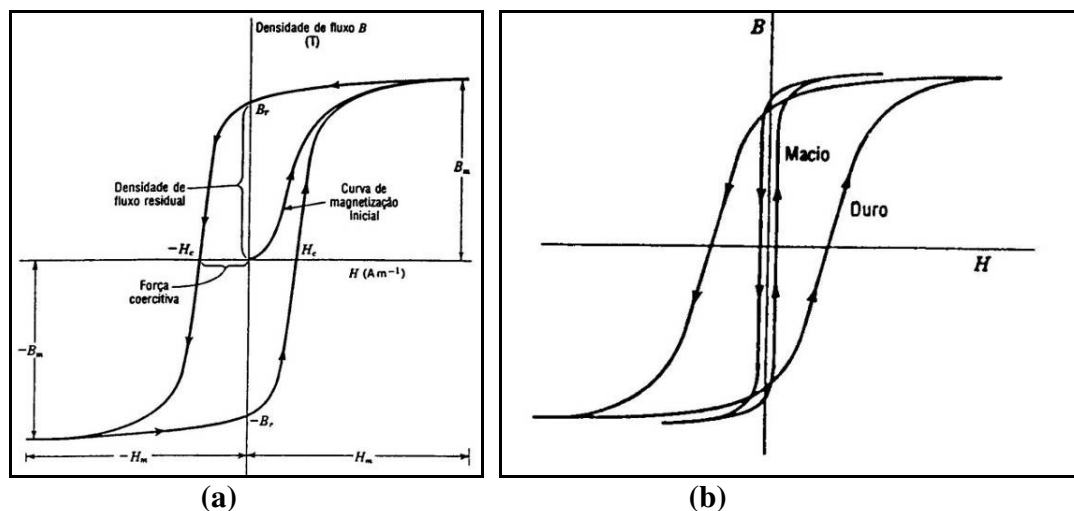 Densidade de fluxo B
(T)
B_r
B_m
Densidade de
fluxo residual
Curva de
magnetização
Inicial
-H_c
H_c
H (A m⁻¹)
Força
coercitiva
-B_m
-B_r
-H_m
H_m
(a)
B
Macio
Duro
H
(b)